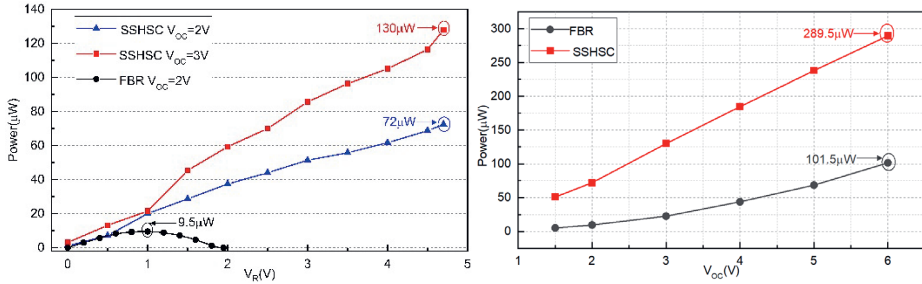 140
120
100
80
60
40
20
0
Power(μW)
SSHSC V_OC=2V
SSHSC V_OC=3V
FBR V_OC=2V
130μW
72μW
9.5μW
0 1 2 3 4 5
V_R(V)
300
250
200
150
100
50
0
Power(μW)
FBR
SSHSC
289.5μW
101.5μW
1 2 3 4 5 6
V_OC(V)